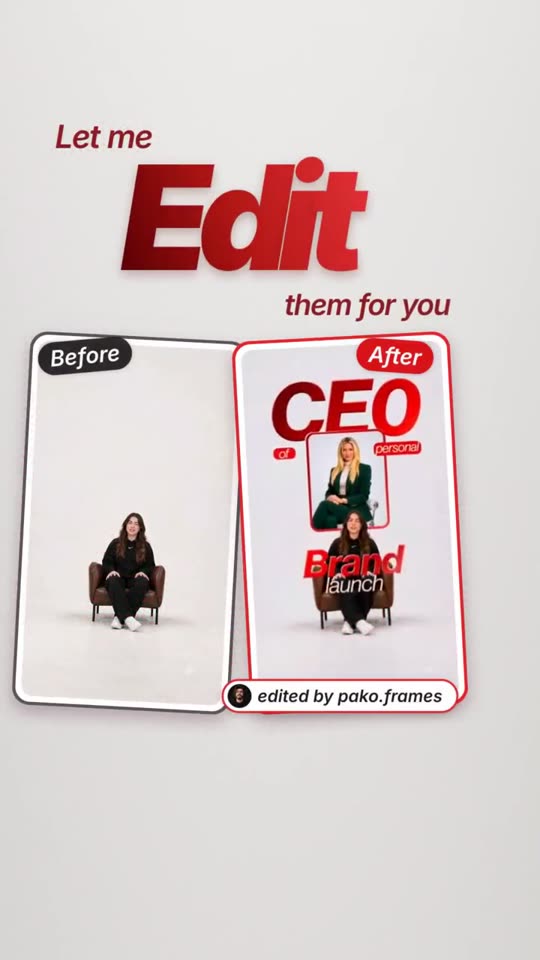 Let me
Edit
them for you
Before
After
CEO
of
personal
Brand
launch
edited by pako.frames